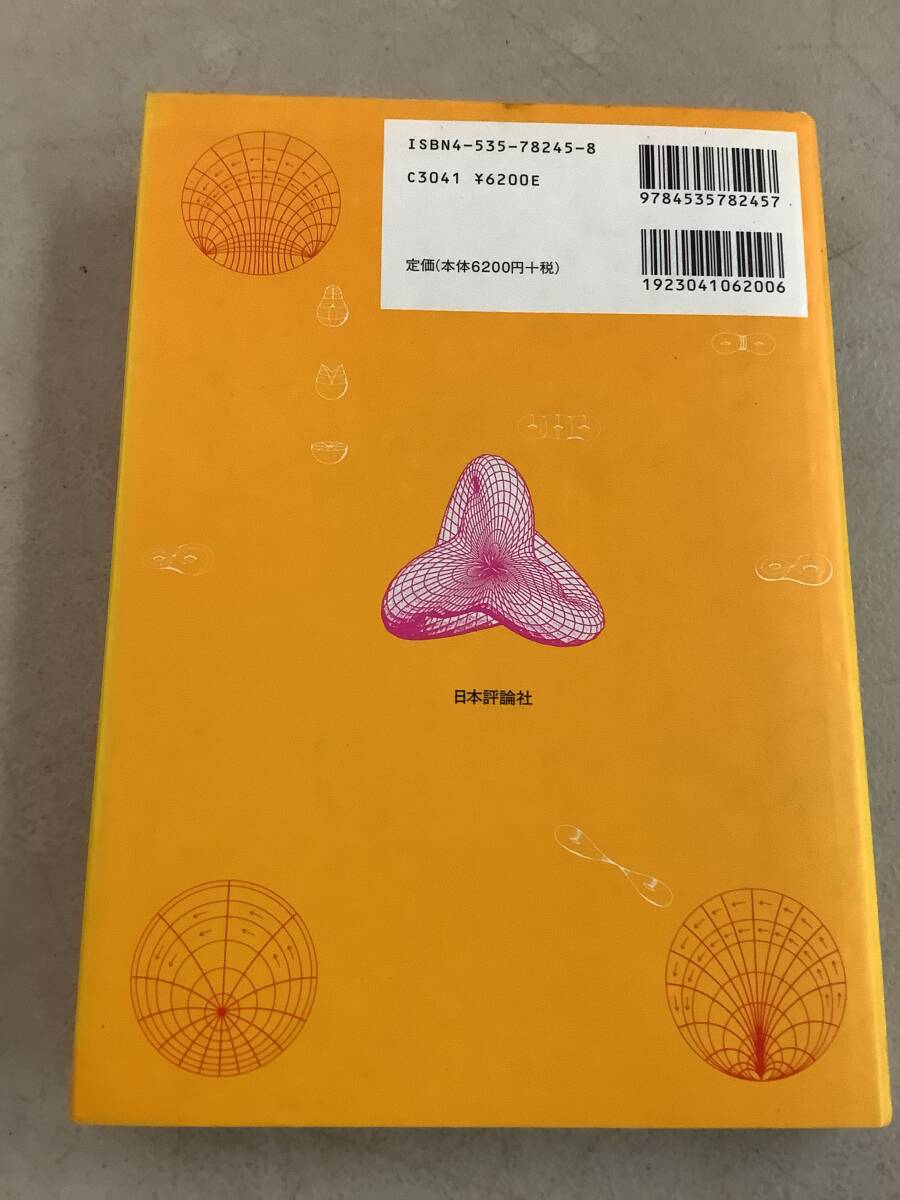 ISBN4-535-78245-8
C3041 ¥6200E
定価(本体6200円+税)
9784535782457
1923041062006
日本評論社